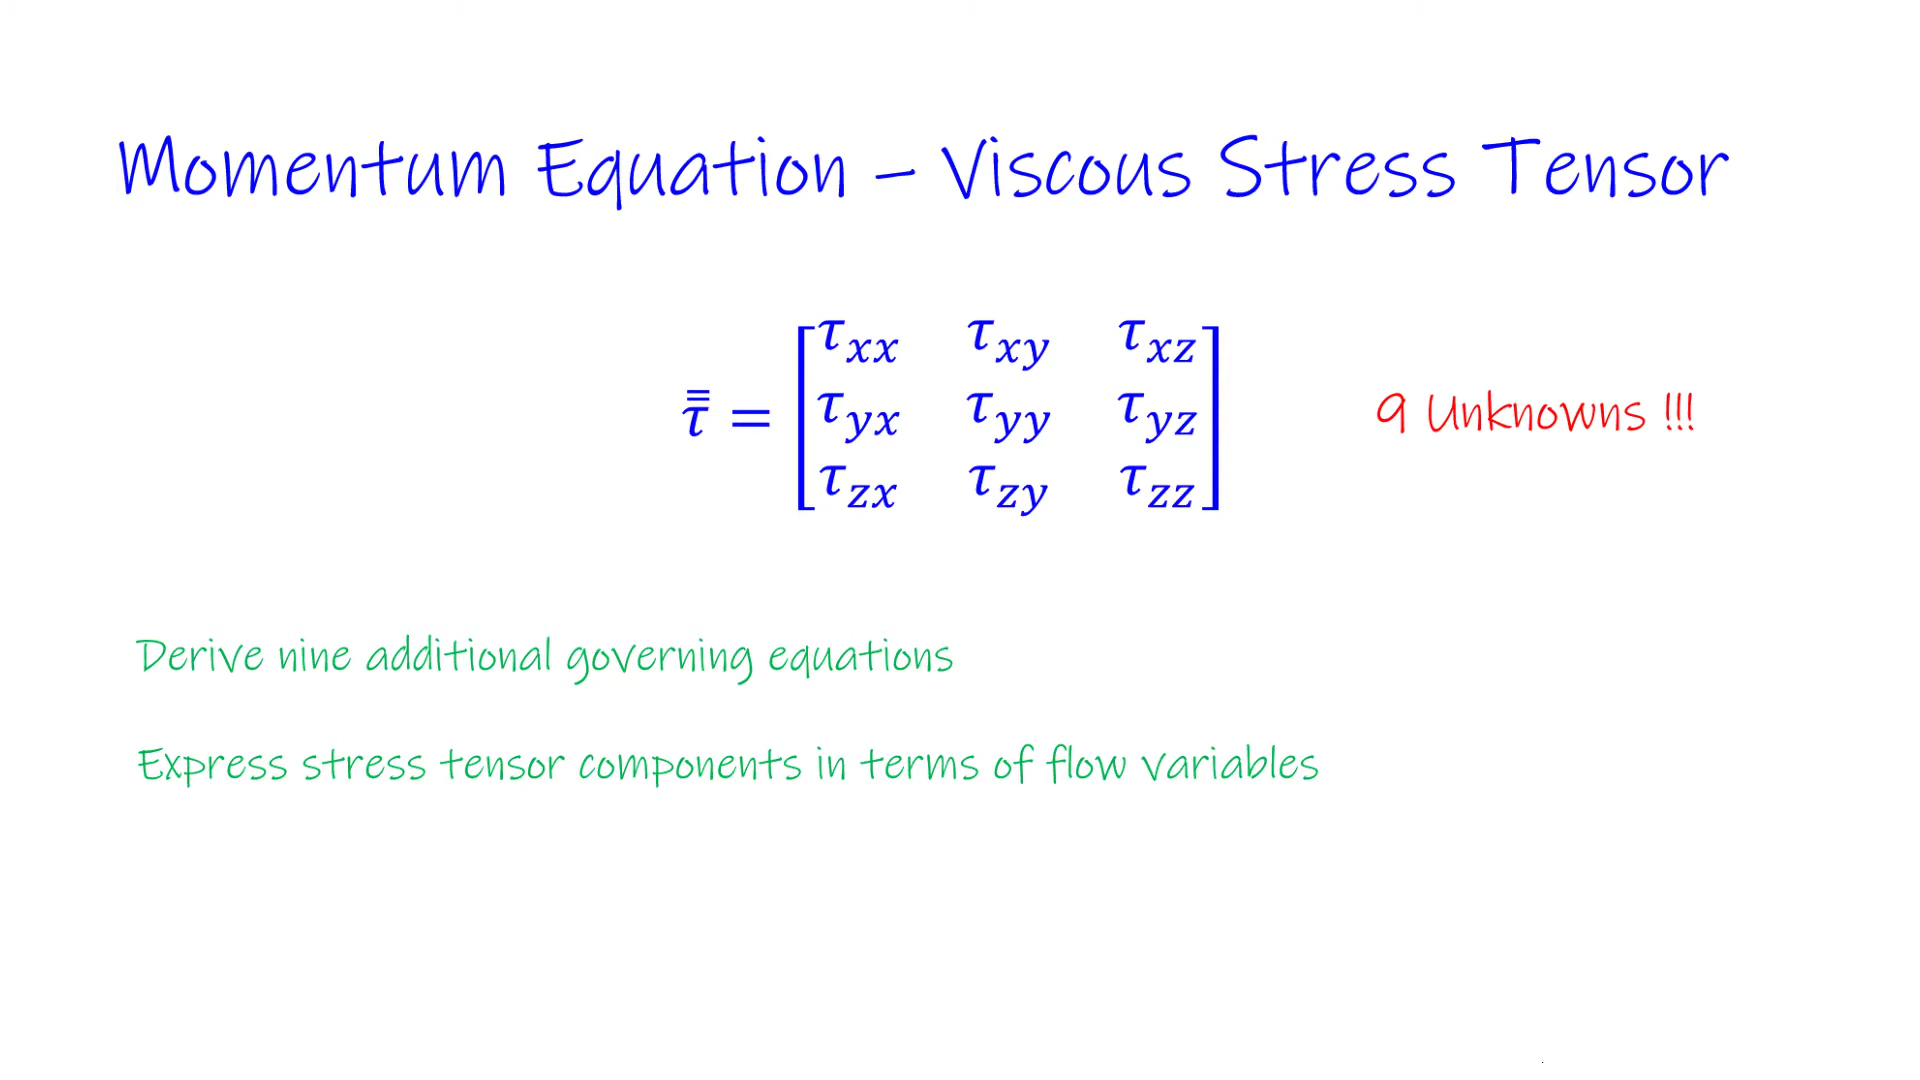 Momentum Equation – Viscous Stress Tensor
τ̿ = [τxx τxy τxz
τyx τyy τyz
τzx τzy τzz]
9 Unknowns !!!
Derive nine additional governing equations
Express stress tensor components in terms of flow variables